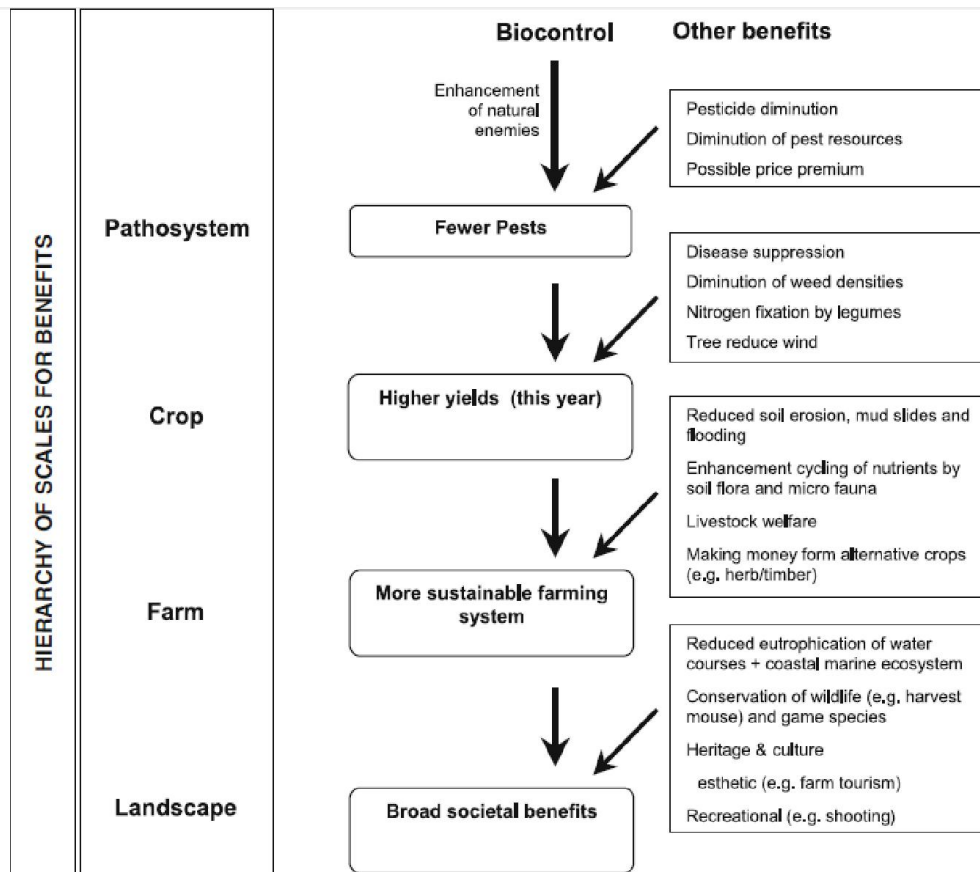 HIERARCHY OF SCALES FOR BENEFITS
Biocontrol
Other benefits
Enhancement
of natural
enemies
Pesticide diminution
Diminution of pest resources
Possible price premium
Pathosystem
Fewer Pests
Disease suppression
Diminution of weed densities
Nitrogen fixation by legumes
Tree reduce wind
Crop
Higher yields (this year)
Reduced soil erosion, mud slides and
flooding
Enhancement cycling of nutrients by
soil flora and micro fauna
Livestock welfare
Making money form alternative crops
(e.g. herb/timber)
Farm
More sustainable farming
system
Reduced eutrophication of water
courses + coastal marine ecosystem
Conservation of wildlife (e.g. harvest
mouse) and game species
Heritage & culture
esthetic (e.g. farm tourism)
Recreational (e.g. shooting)
Landscape
Broad societal benefits